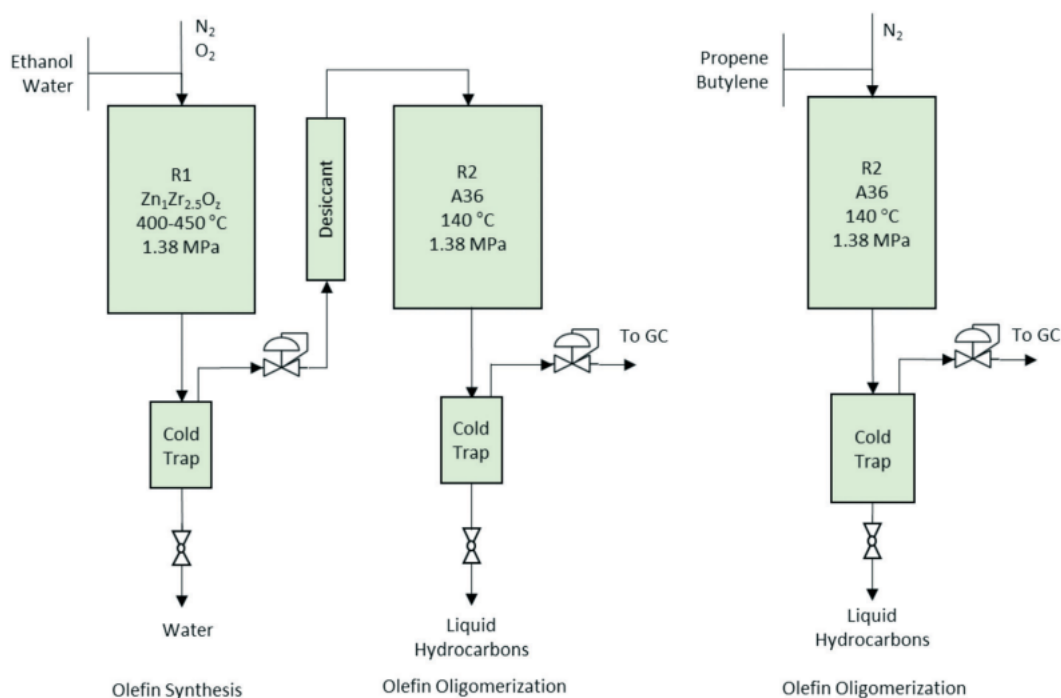 N₂
O₂
Ethanol
Water
R1
Zn₁Zr₂.₅O_z
400-450 °C
1.38 MPa
Cold
Trap
Water
Olefin Synthesis
Desiccant
R2
A36
140 °C
1.38 MPa
To GC
Cold
Trap
Liquid
Hydrocarbons
Olefin Oligomerization
N₂
Propene
Butylene
R2
A36
140 °C
1.38 MPa
To GC
Cold
Trap
Liquid
Hydrocarbons
Olefin Oligomerization